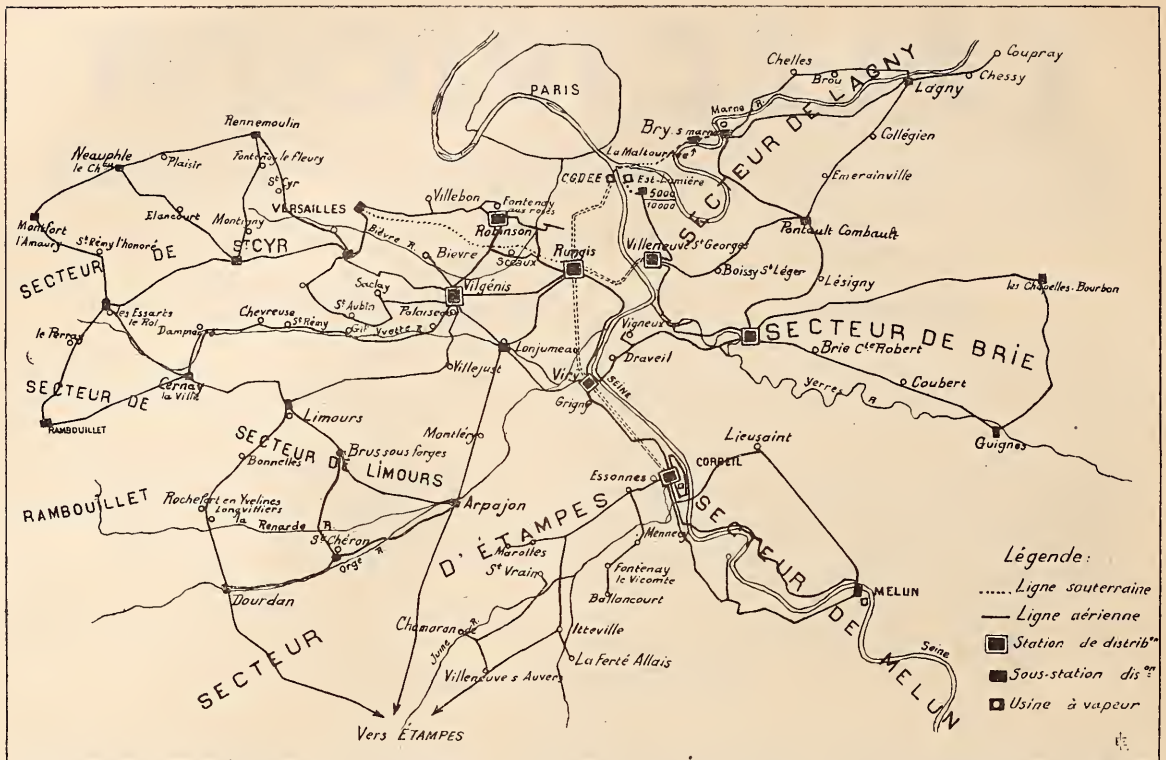 PARIS
Chelles
Brou
Coupray
Chessy
Lagny
Marne R.
Bry s marne
La Maltournée
SECTEUR DE LAGNY
Collégien
Emerainville
C.G.D.E.E
Est-Lumière
5000
10000
Rennemoulin
Neauphle
le Ch.au
Plaisir
Fontenay le Fleury
St Cyr
VERSAILLES
Villebon
Fontenay
aux roses
Robinson
Sceaux
Elancourt
Montigny
Bièvre R.
Bievre
Rungis
Villeneuve St Georges
Pontault Combault
Boissy St Léger
Lésigny
les Chapelles-Bourbon
Montfort
l'Amaury
St Rémy l'honoré
SECTEUR DE St CYR
Saclay
Vilgénis
St Aubin
Palaiseau
les Essarts
le Roi
Chevreuse
St Rémy
Dampierre
Gif
Yvette R.
le Perray
Lonjumeau
Vigneux
Draveil
SECTEUR DE BRIE
Brie Cte Robert
Coubert
Yerres R
Guignes
SECTEUR DE
RAMBOUILLET
Cernay
la Ville
Villejust
Viry
SEINE
Grigny
Limours
SECTEUR DE LIMOURS
Bonnelles
Brus sous forges
Montléry
Lieusaint
CORBEIL
Essonnes
RAMBOUILLET
Rochefort en Yvelines
Longvilliers
la Renarde R.
St Chéron
Orge R.
Arpajon
Dourdan
SECTEUR D'ÉTAMPES
Marolles
St Vrain
Mennecy
Fontenay
le Vicomte
Ballancourt
SECTEUR DE MELUN
MELUN
Seine
Chamarande
Juine R.
Itteville
La Ferté Allais
Villeneuve s Auvers
Vers ÉTAMPES
Légende :
Ligne souterraine
Ligne aérienne
Station de distrib.on
Sous-station dis.on
Usine à vapeur